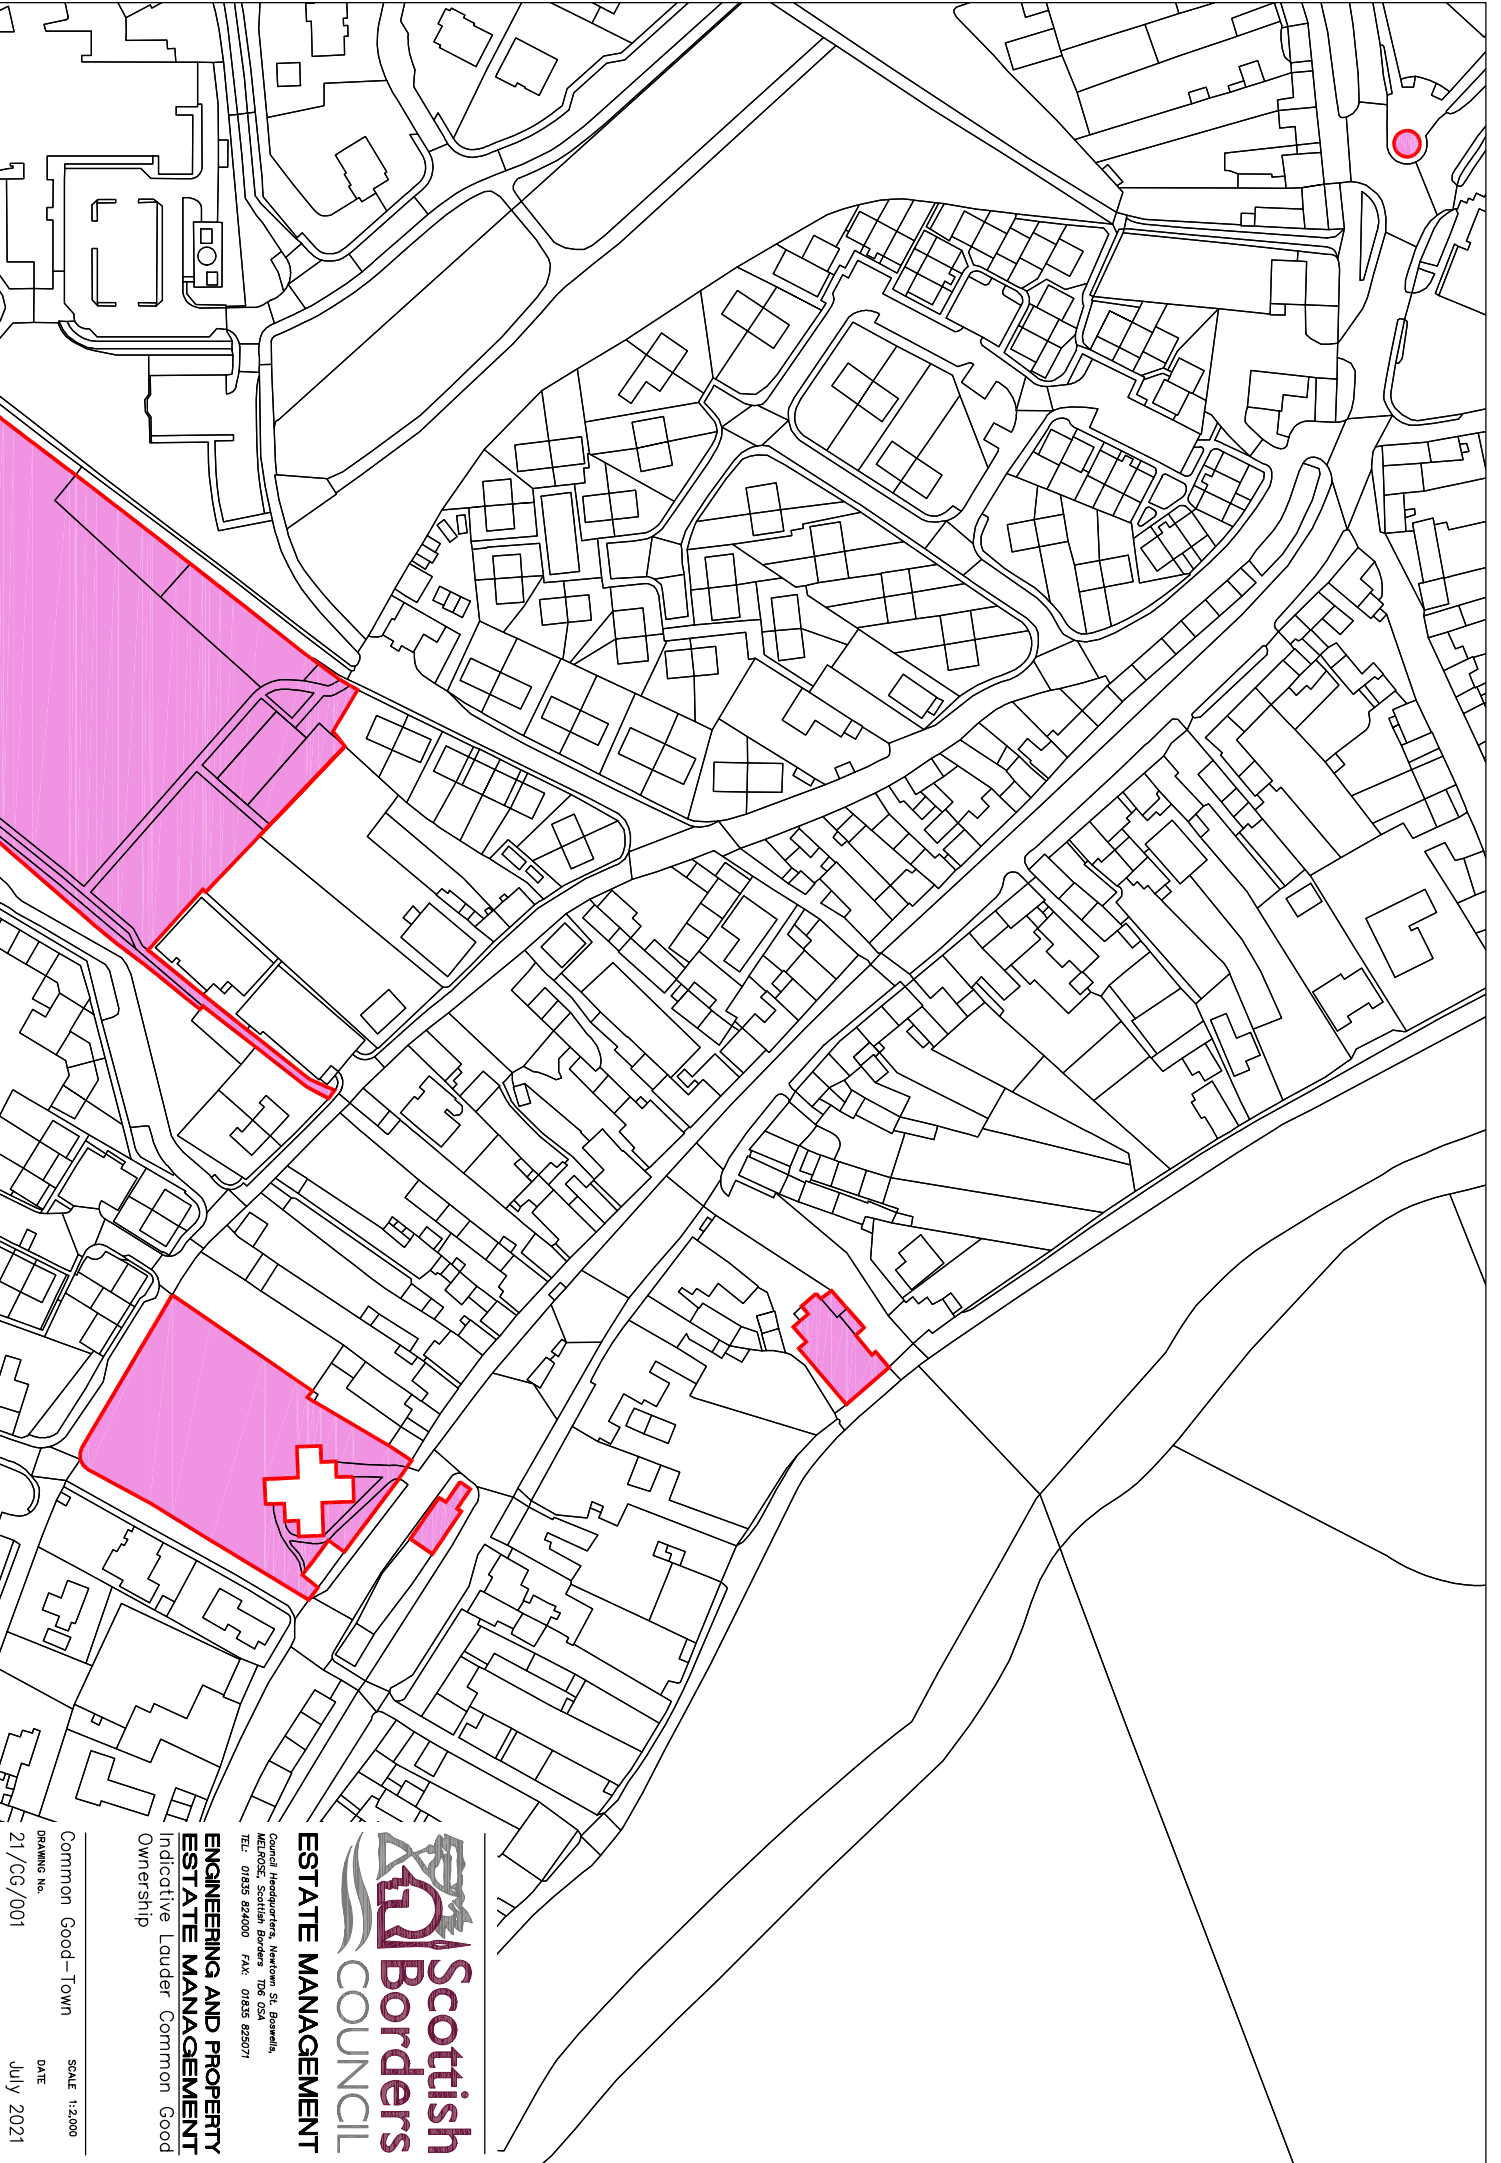 Scottish
Borders
COUNCIL
ESTATE MANAGEMENT
Council Headquarters, Newtown St. Boswells,
MELROSE, Scottish Borders TD6 0SA
TEL: 01835 824000 FAX: 01835 825071
ENGINEERING AND PROPERTY
ESTATE MANAGEMENT
Indicative Lauder Common Good
Ownership
Common Good-Town
SCALE 1:2,000
DRAWING No.
DATE
21/CG/001
July 2021